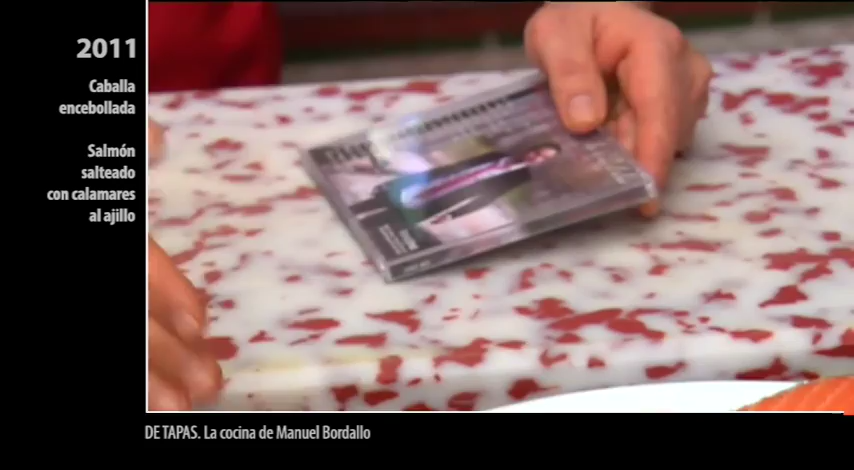 2011
Caballa
encebollada
Salmón
salteado
con calamares
al ajillo
DE TAPAS. La cocina de Manuel Bordallo